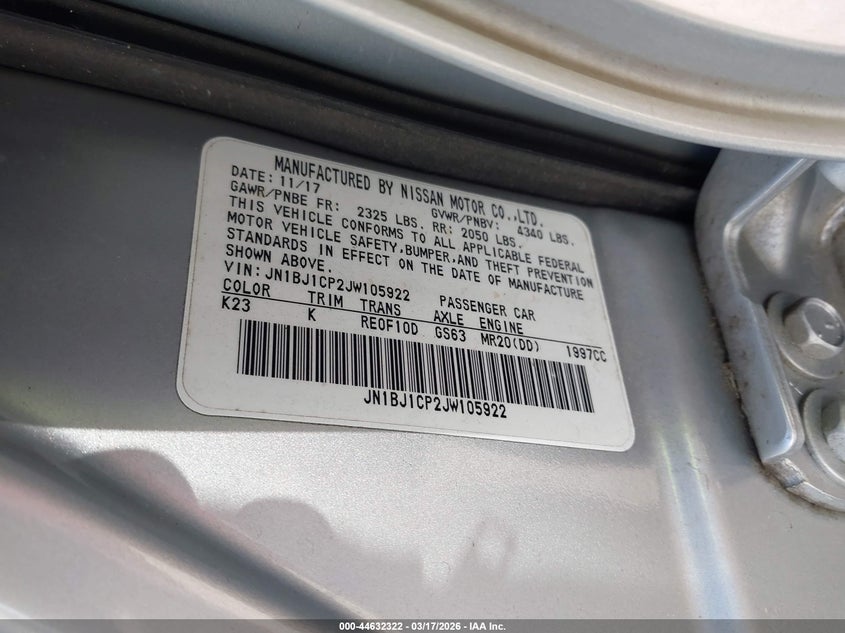 MANUFACTURED BY NISSAN MOTOR CO.,LTD.
DATE: 11/17 GVWR/PNBV: 4340 LBS.
GAWR/PNBE FR: 2325 LBS. RR: 2050 LBS.
THIS VEHICLE CONFORMS TO ALL APPLICABLE FEDERAL
MOTOR VEHICLE SAFETY,BUMPER,AND THEFT PREVENTION
STANDARDS IN EFFECT ON THE DATE OF MANUFACTURE
SHOWN ABOVE.
VIN: JN1BJ1CP2JW105922 PASSENGER CAR
COLOR TRIM TRANS AXLE ENGINE
K23 K RE0F10D GS63 MR20(DD) 1997CC
JN1BJ1CP2JW105922
000-44632322 — 03/17/2026 — IAA Inc.